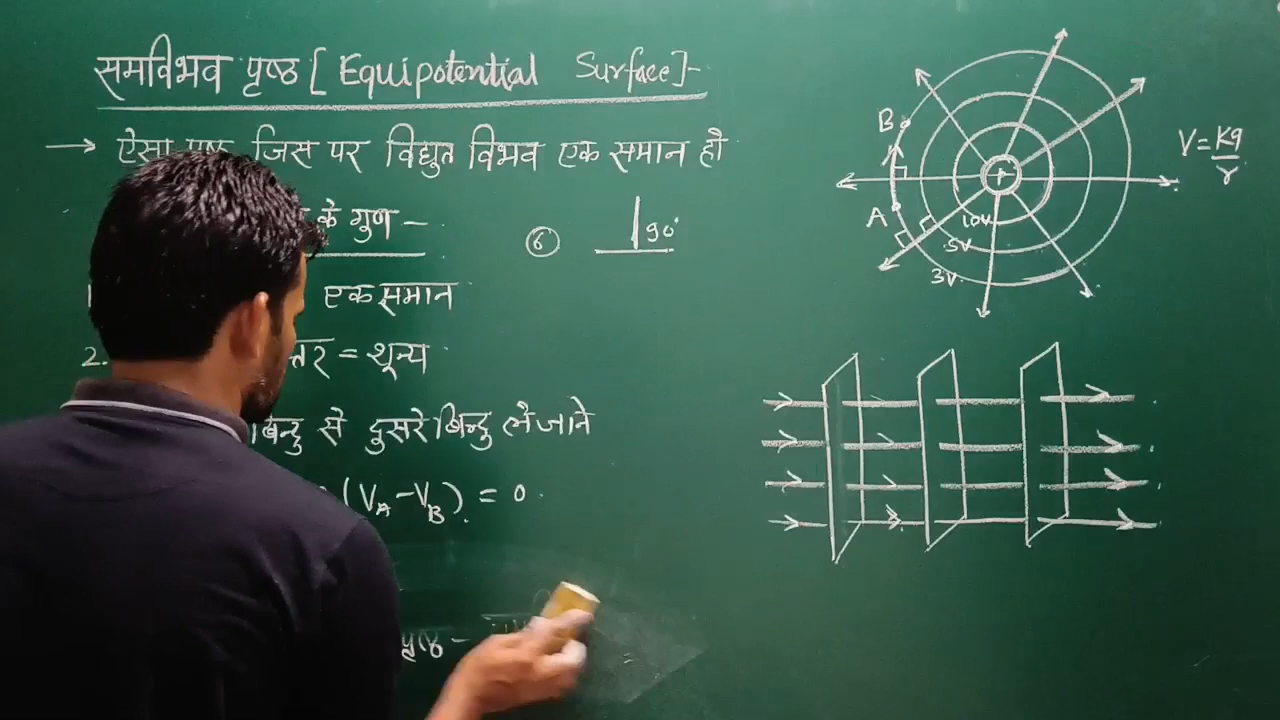 समविभव पृष्ठ [ Equipotential Surface ]-
→ ऐसा पृष्ठ जिस पर विद्युत विभव एक समान हो
के गुण -
एक समान
2. = शून्य
बिन्दु से दुसरे बिन्दु ले जाने
(V_A - V_B) = 0
पृष्ठ -
⑥ 90°
B
A
10V
5V
3V
V = Kq/r